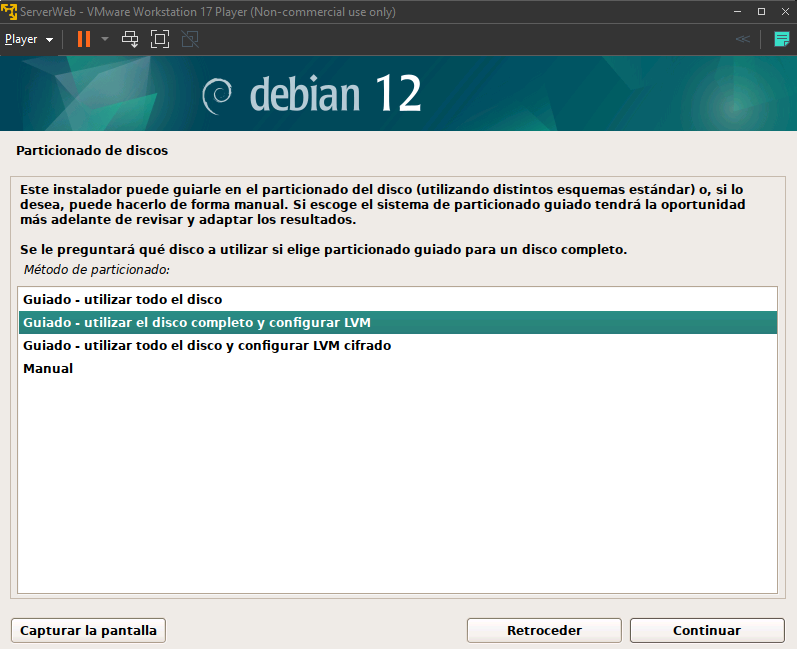 ServerWeb - VMware Workstation 17 Player (Non-commercial use only)
Player
<<
debian 12
Particionado de discos
Este instalador puede guiarle en el particionado del disco (utilizando distintos esquemas estándar) o, si lo
desea, puede hacerlo de forma manual. Si escoge el sistema de particionado guiado tendrá la oportunidad
más adelante de revisar y adaptar los resultados.
Se le preguntará qué disco a utilizar si elige particionado guiado para un disco completo.
Método de particionado:
Guiado - utilizar todo el disco
Guiado - utilizar el disco completo y configurar LVM
Guiado - utilizar todo el disco y configurar LVM cifrado
Manual
Capturar la pantalla
Retroceder
Continuar